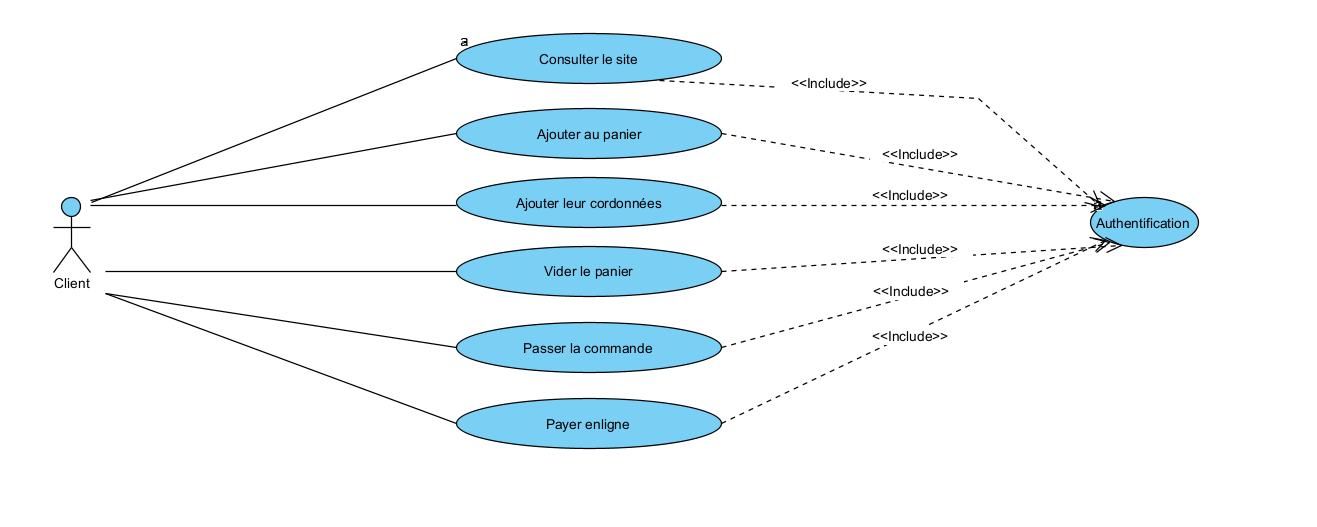 a
Consulter le site
<<Include>>
Ajouter au panier
<<Include>>
Ajouter leur cordonnées
<<Include>>
Authentification
Client
Vider le panier
<<Include>>
<<Include>>
Passer la commande
<<Include>>
Payer enligne